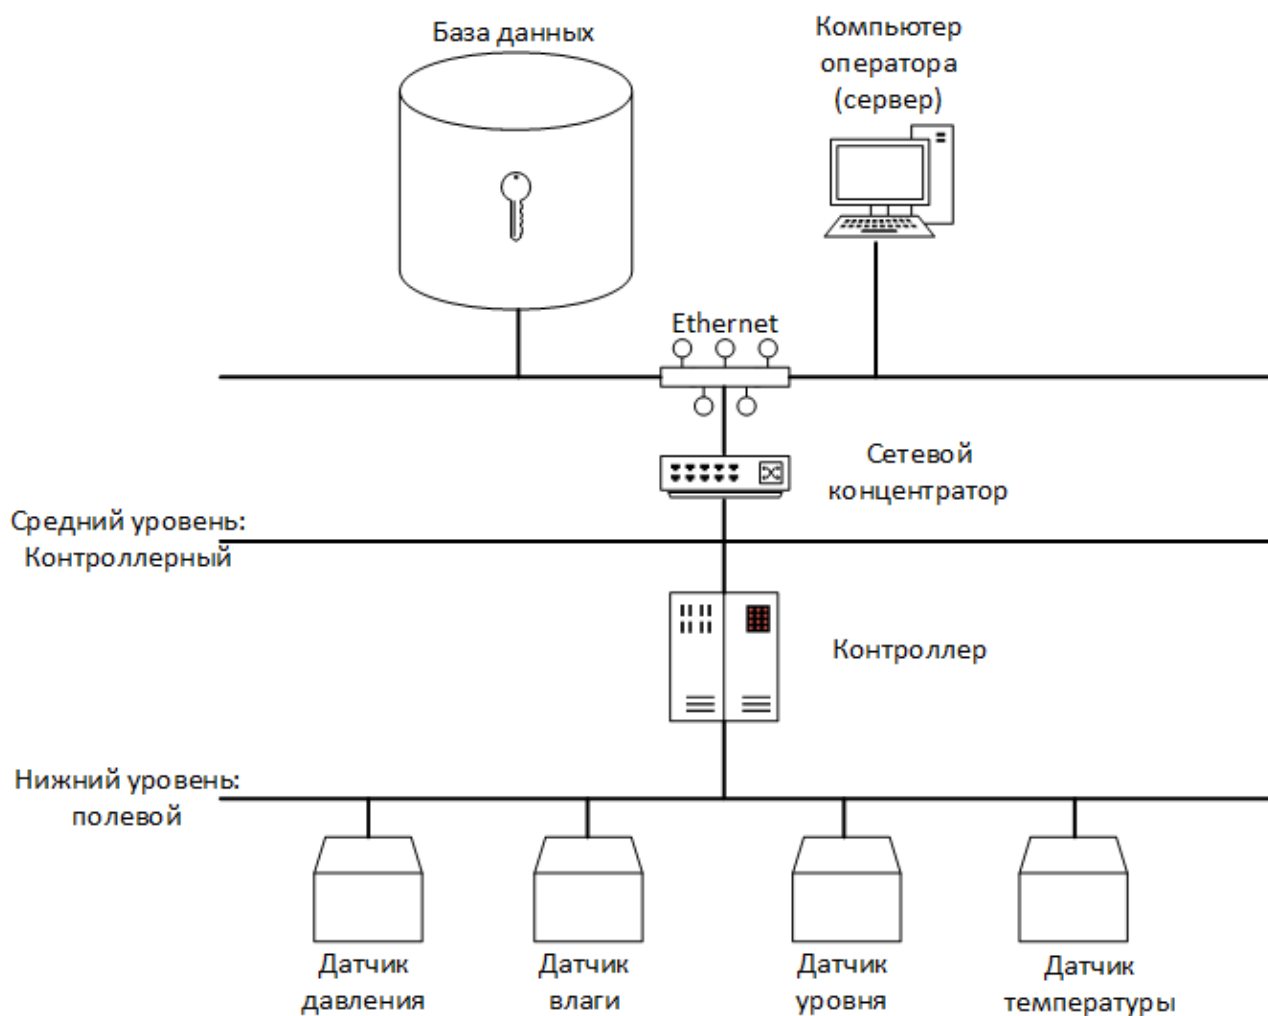 База данных
Компьютер
оператора
(сервер)
Ethernet
Сетевой
концентратор
Средний уровень:
Контроллерный
Контроллер
Нижний уровень:
полевой
Датчик
давления
Датчик
влаги
Датчик
уровня
Датчик
температуры